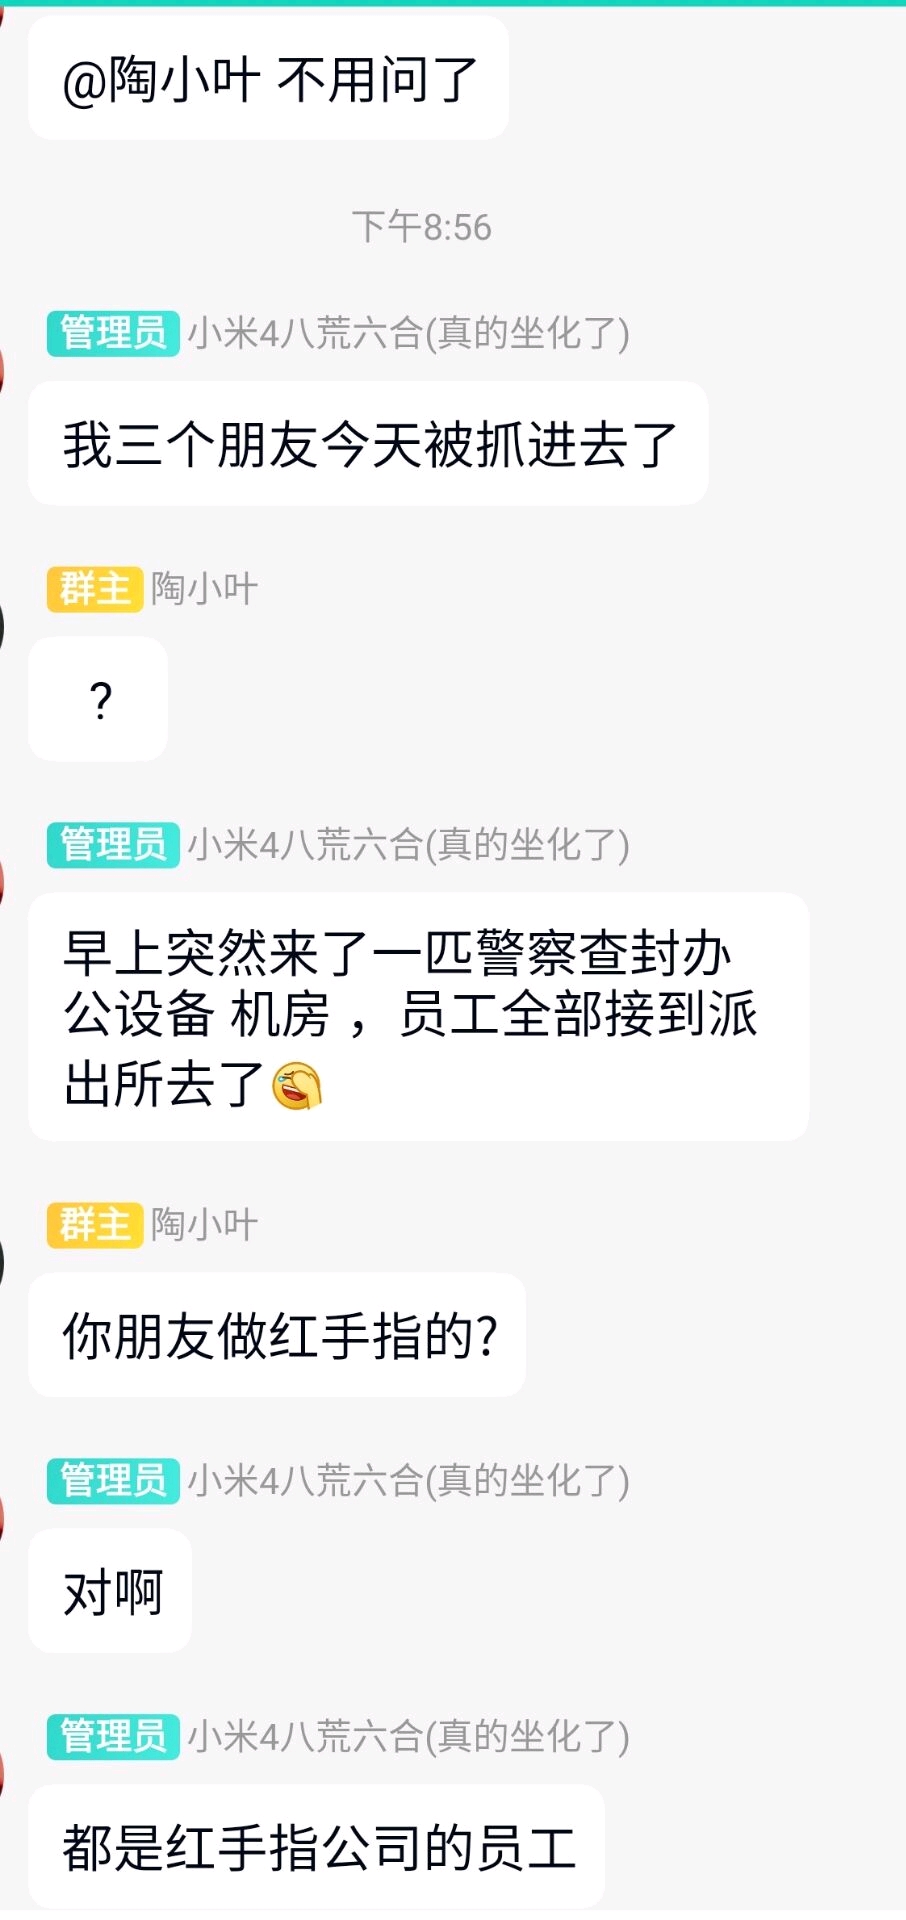 @陶小叶 不用问了
下午8:56
管理员 小米4八荒六合(真的坐化了)
我三个朋友今天被抓进去了
群主 陶小叶
?
管理员 小米4八荒六合(真的坐化了)
早上突然来了一匹警察查封办
公设备 机房 ，员工全部接到派
出所去了
群主 陶小叶
你朋友做红手指的?
管理员 小米4八荒六合(真的坐化了)
对啊
管理员 小米4八荒六合(真的坐化了)
都是红手指公司的员工